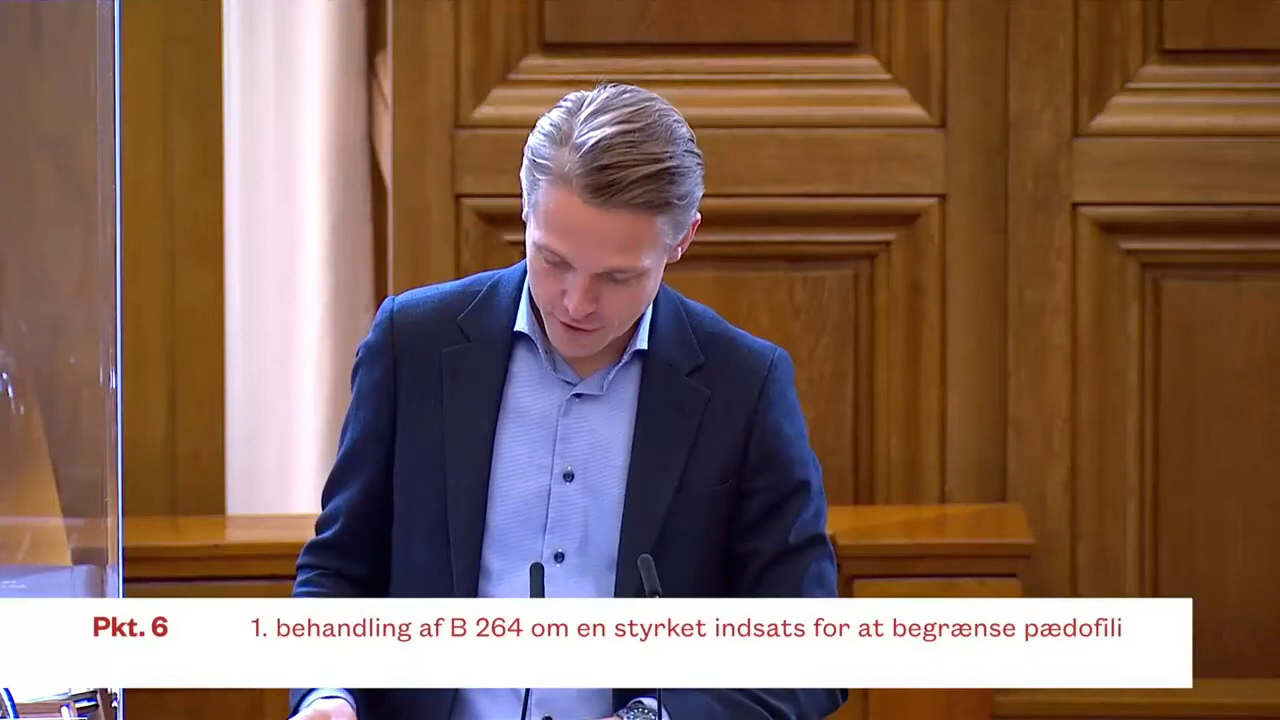 Pkt. 6 1. behandling af B 264 om en styrket indsats for at begrænse pædofili